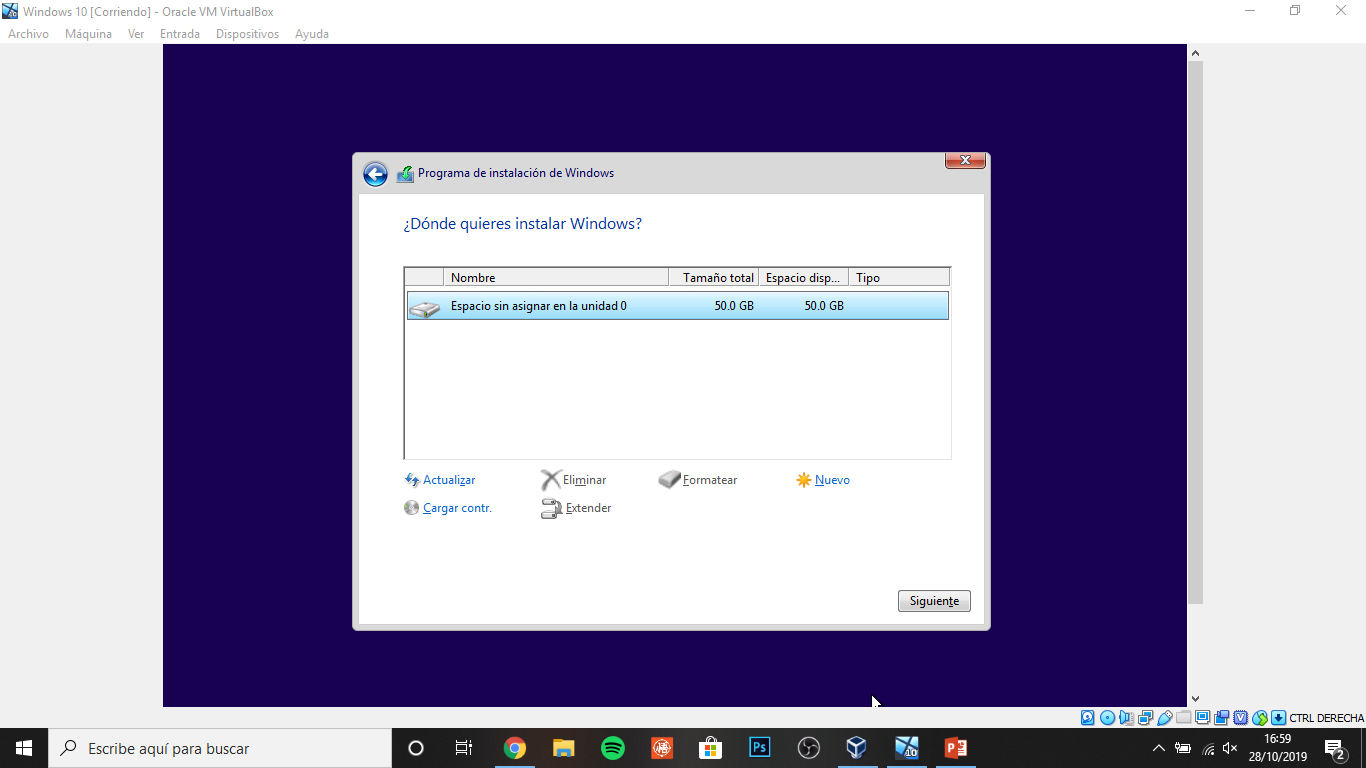 Windows 10 [Corriendo] - Oracle VM VirtualBox
Archivo Máquina Ver Entrada Dispositivos Ayuda
Programa de instalación de Windows
¿Dónde quieres instalar Windows?
Nombre Tamaño total Espacio disp... Tipo
Espacio sin asignar en la unidad 0 50.0 GB 50.0 GB
Actualizar Eliminar Formatear Nuevo
Cargar contr. Extender
Siguiente
CTRL DERECHA
Escribe aquí para buscar
Ps
10
16:59
28/10/2019
2